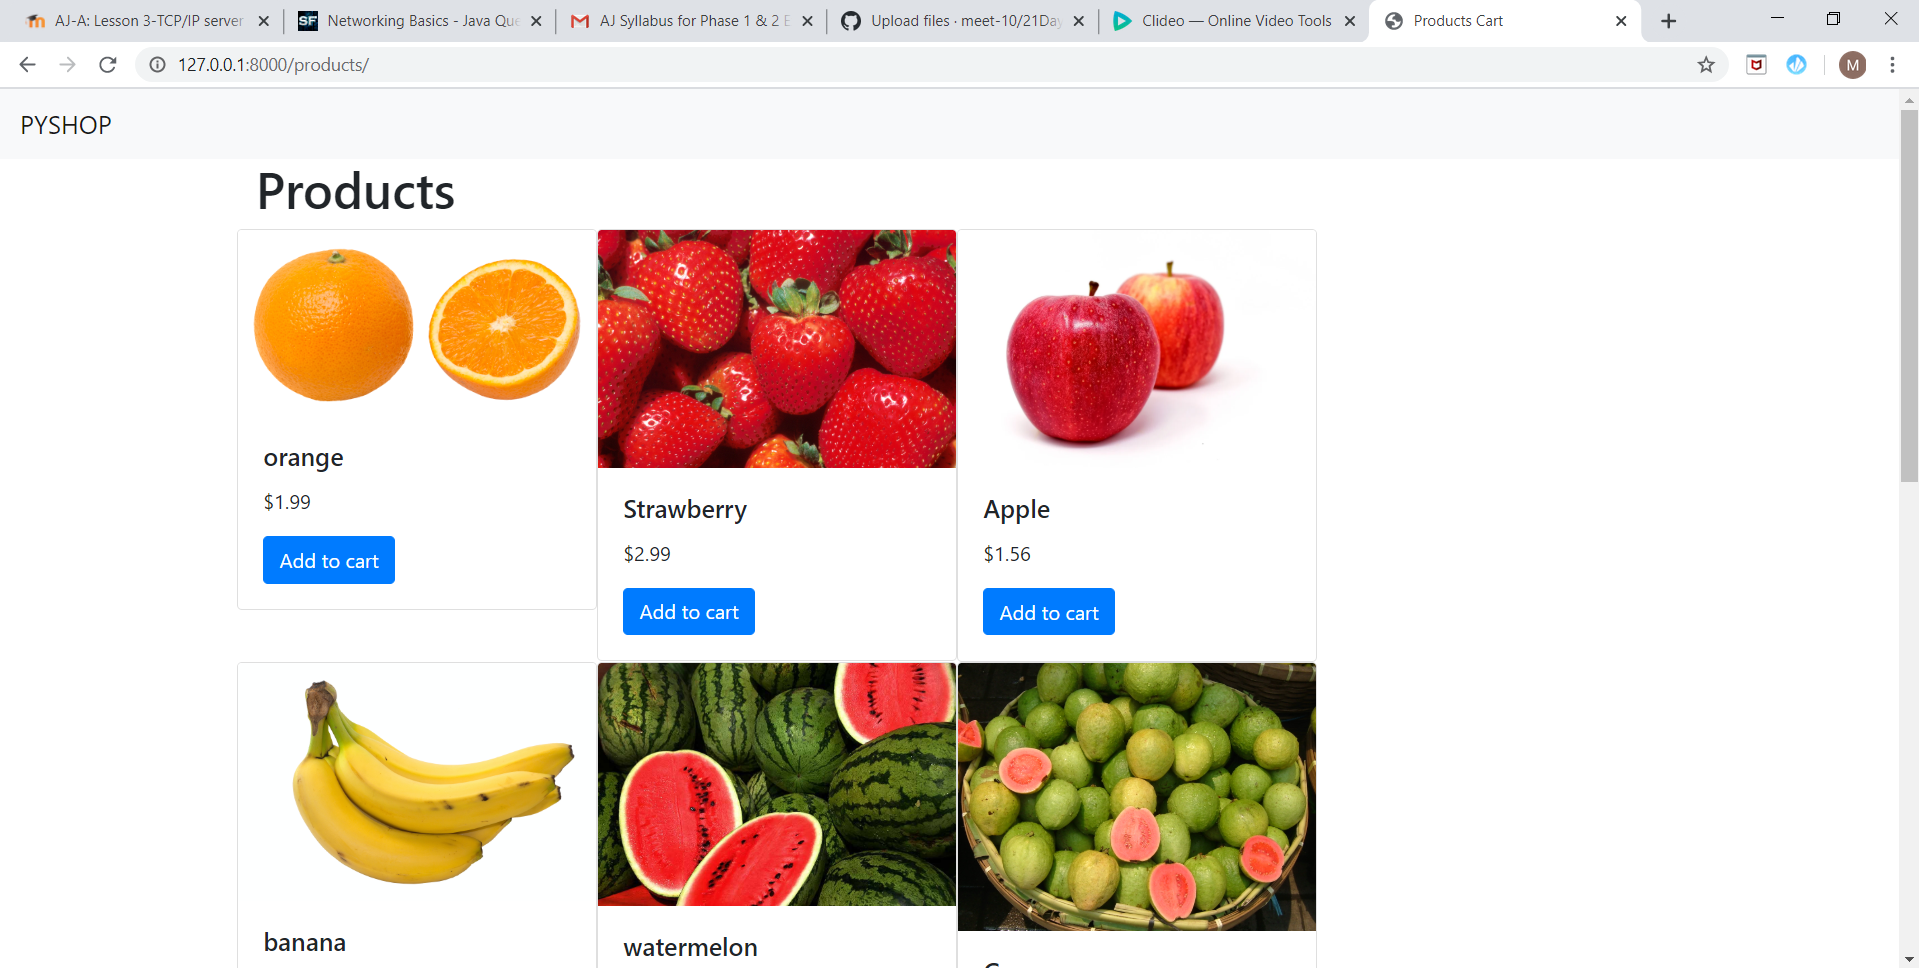 AJ-A: Lesson 3-TCP/IP server
Networking Basics - Java Que
AJ Syllabus for Phase 1 & 2 E
Upload files · meet-10/21Day
Clideo — Online Video Tools
Products Cart
127.0.0.1:8000/products/
M
PYSHOP
Products
orange
$1.99
Add to cart
Strawberry
$2.99
Add to cart
Apple
$1.56
Add to cart
banana
watermelon